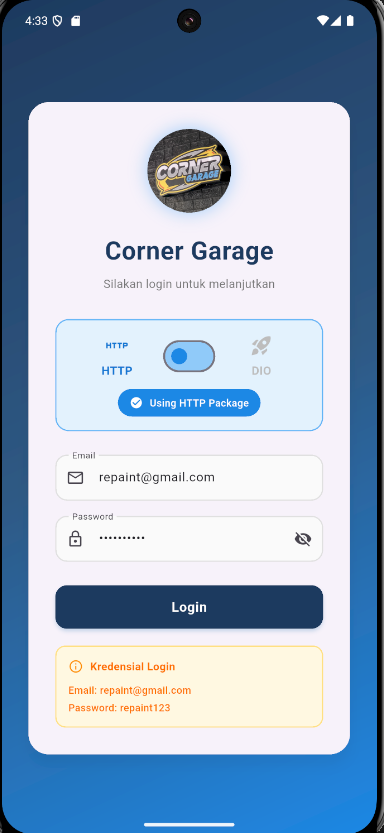 4:33
CORNER
GARAGE
Corner Garage
Silakan login untuk melanjutkan
HTTP
HTTP
DIO
Using HTTP Package
Email
repaint@gmail.com
Password
••••••••••
Login
Kredensial Login
Email: repaint@gmail.com
Password: repaint123